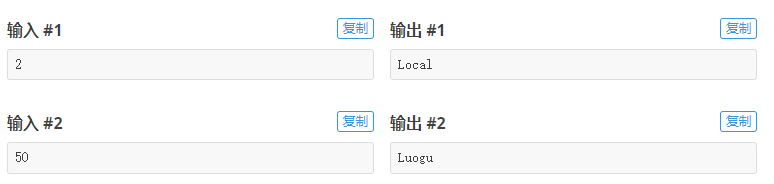 输入 #1 复制 输出 #1 复制
2 Local
输入 #2 复制 输出 #2 复制
50 Luogu